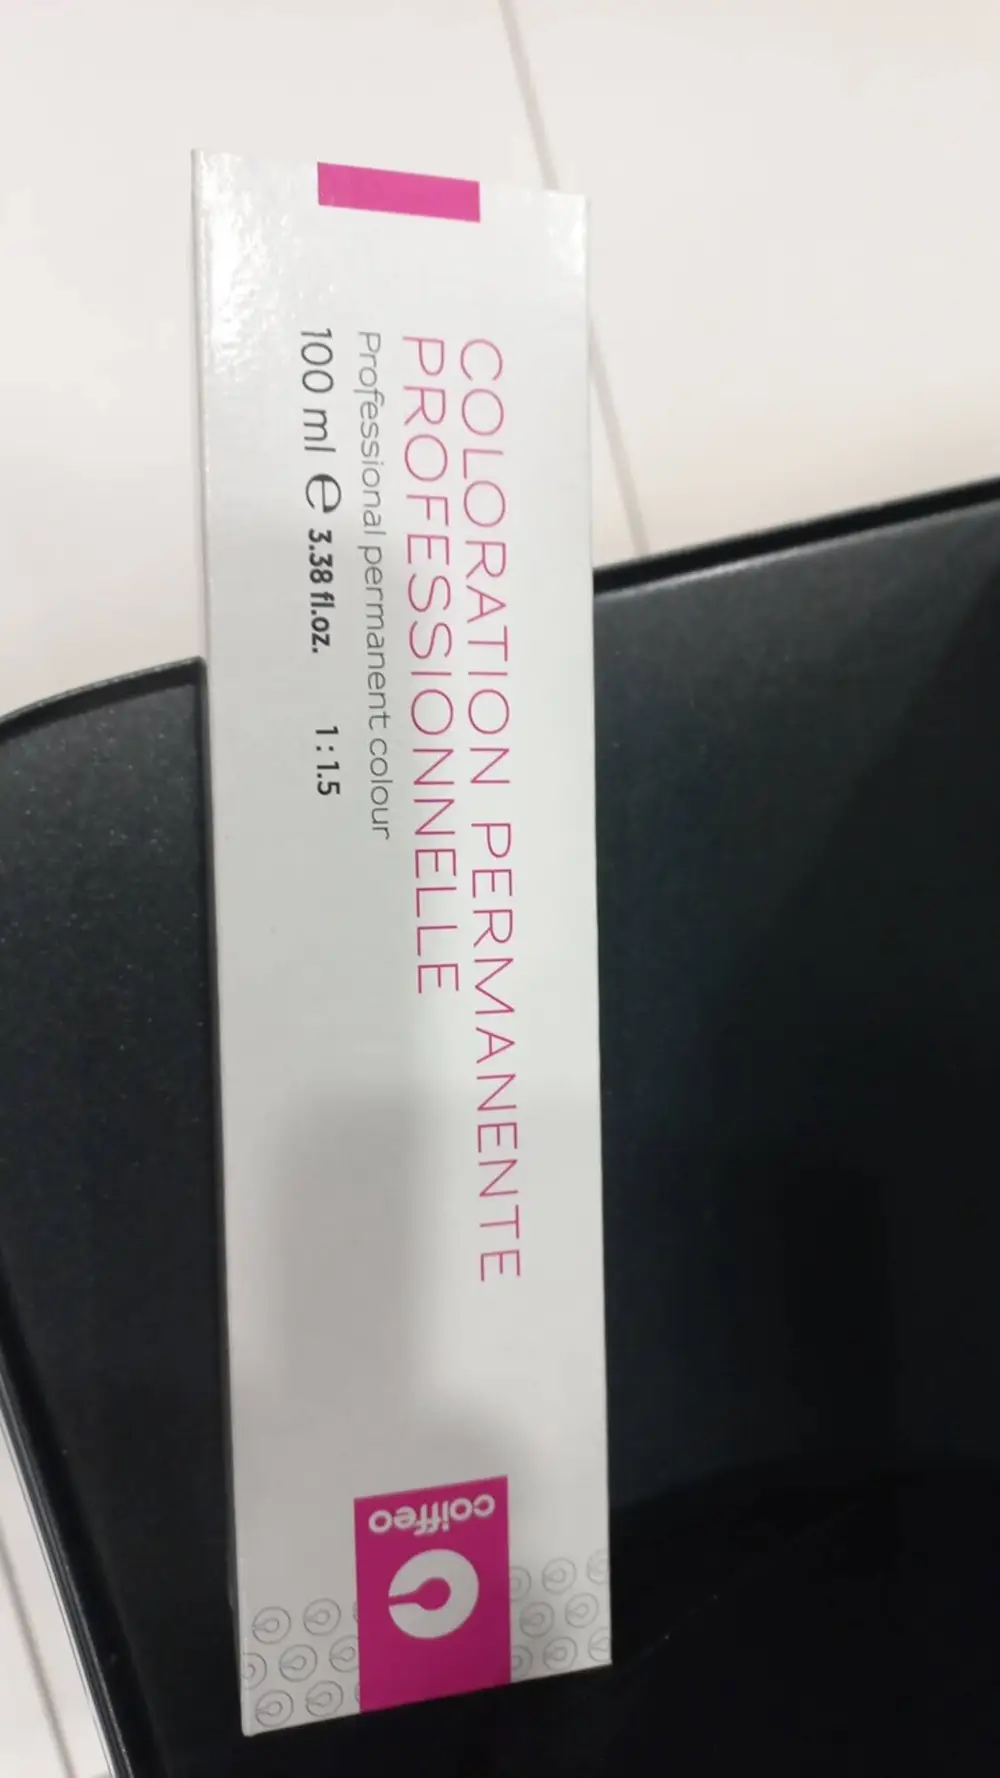 COLORATION PERMANENTE
PROFESSIONNELLE
Professional permanent colour
100 ml e 3.38 fl.oz. 1 : 1.5
coiffeo